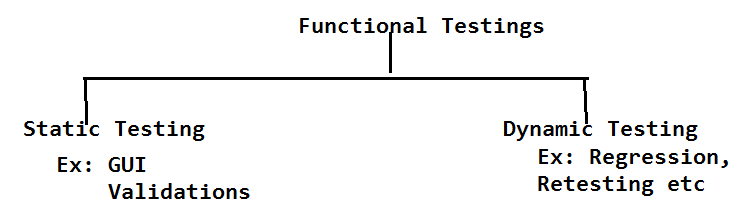 Functional Testings
Static Testing
Ex: GUI
Validations
Dynamic Testing
Ex: Regression,
Retesting etc